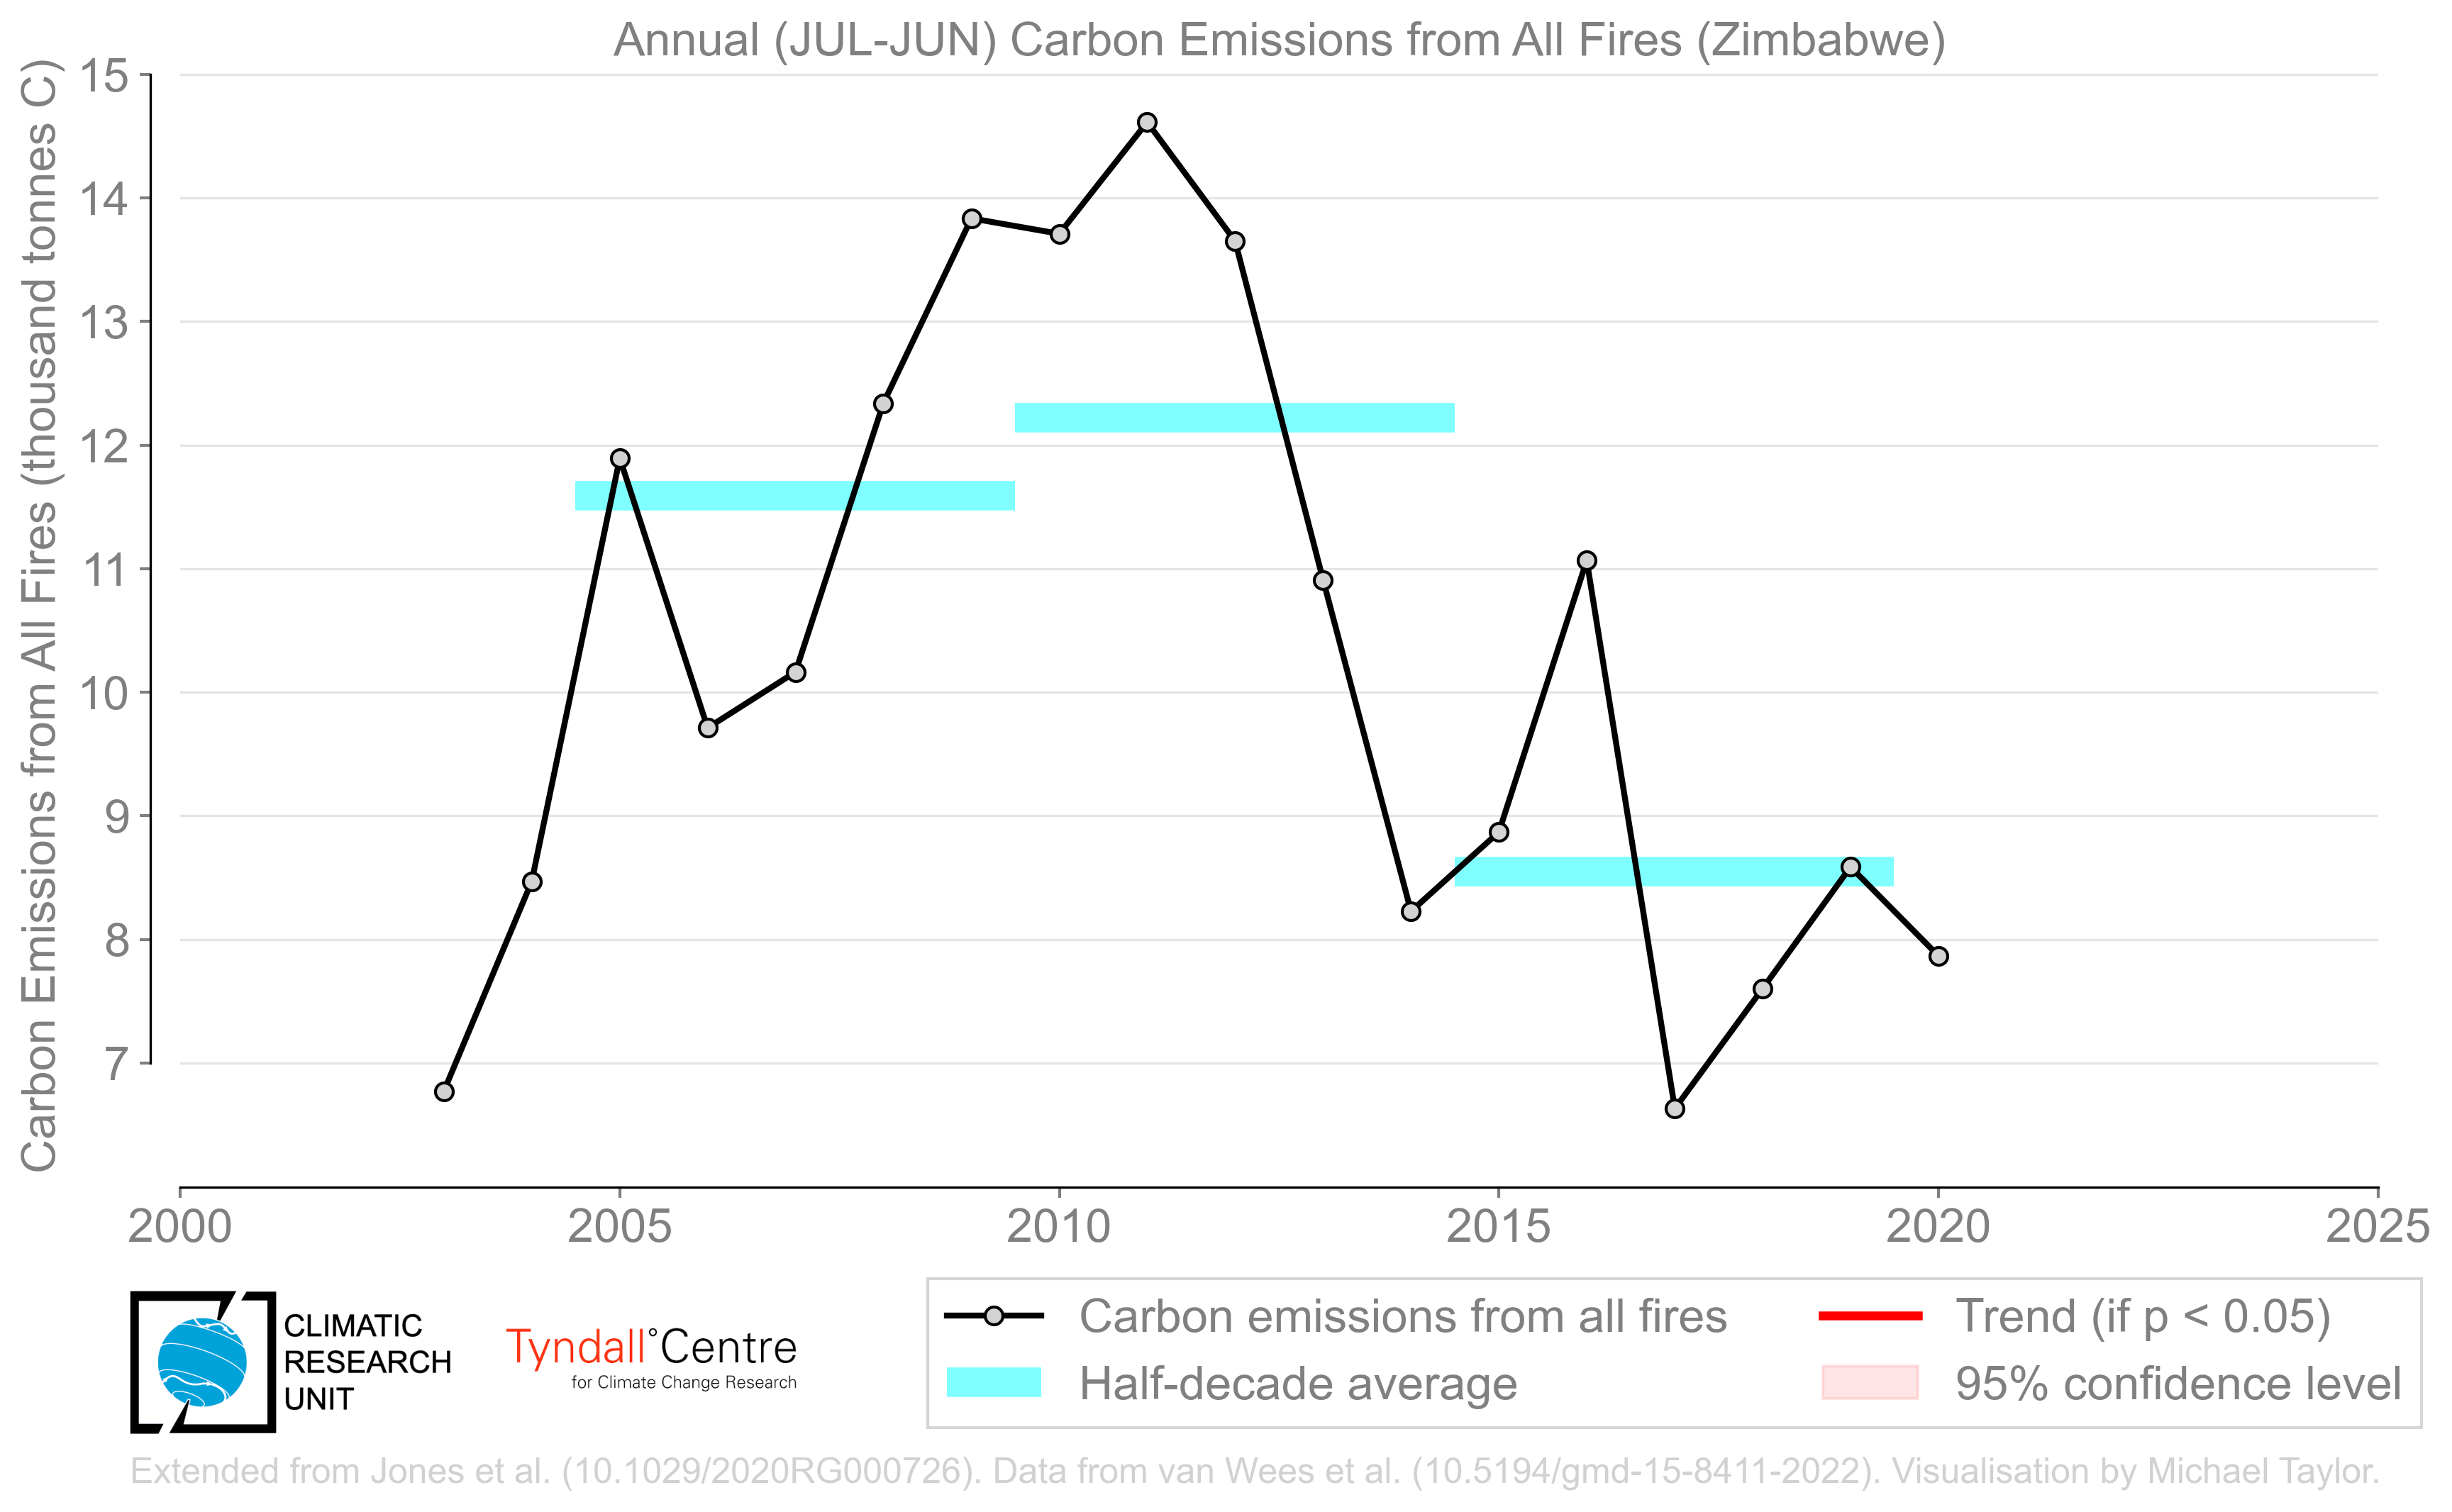 Annual (JUL-JUN) Carbon Emissions from All Fires (Zimbabwe)
Carbon Emissions from All Fires (thousand tonnes C)
15
14
13
12
11
10
9
8
7
2000 2005 2010 2015 2020 2025
CLIMATIC
RESEARCH
UNIT
Tyndall°Centre
for Climate Change Research
Carbon emissions from all fires
Half-decade average
Trend (if p < 0.05)
95% confidence level
Extended from Jones et al. (10.1029/2020RG000726). Data from van Wees et al. (10.5194/gmd-15-8411-2022). Visualisation by Michael Taylor.